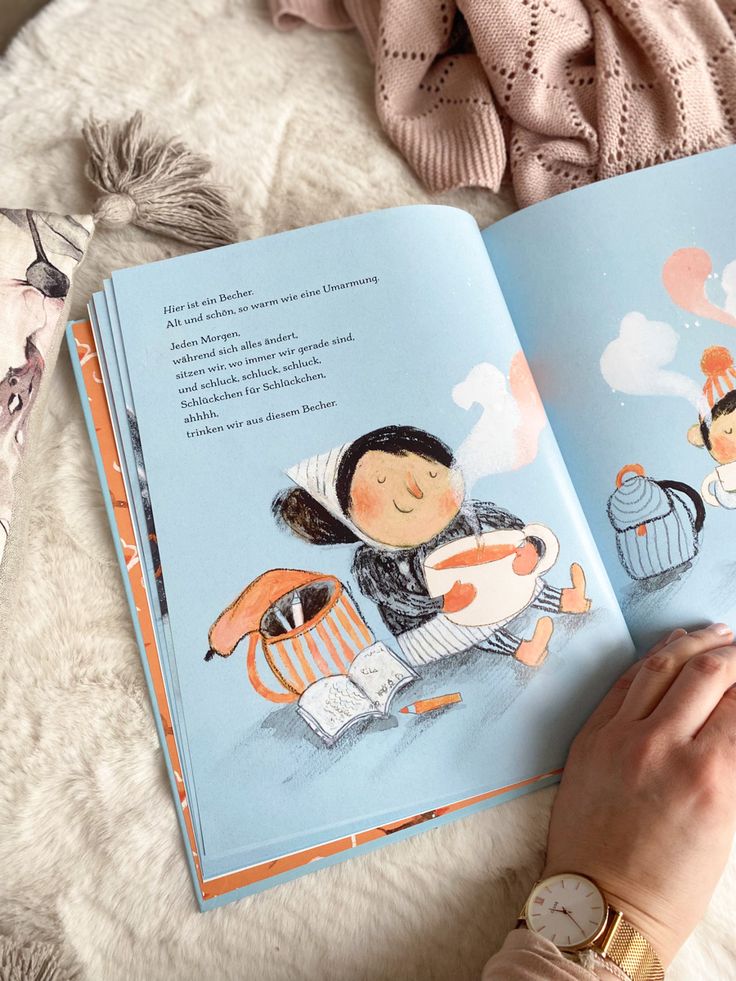 Hier ist ein Becher.
Alt und schön, so warm wie eine Umarmung.
Jeden Morgen,
während sich alles ändert,
sitzen wir, wo immer wir gerade sind,
und schluck, schluck, schluck,
Schlückchen für Schlückchen,
ahhhh,
trinken wir aus diesem Becher.